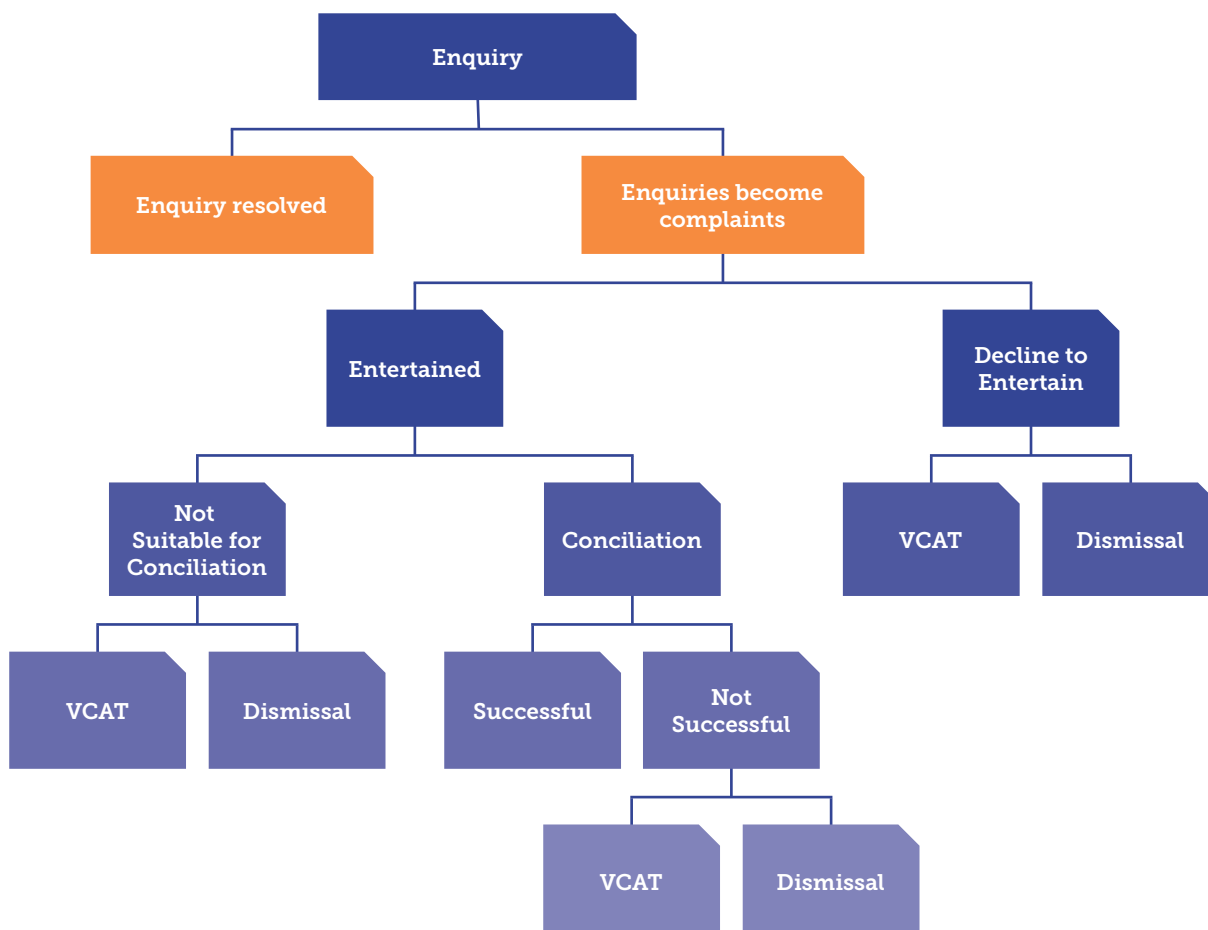 Enquiry
Enquiry resolved
Enquiries become
complaints
Entertained
Decline to
Entertain
Not
Suitable for
Conciliation
Conciliation
VCAT
Dismissal
VCAT
Dismissal
Successful
Not
Successful
VCAT
Dismissal